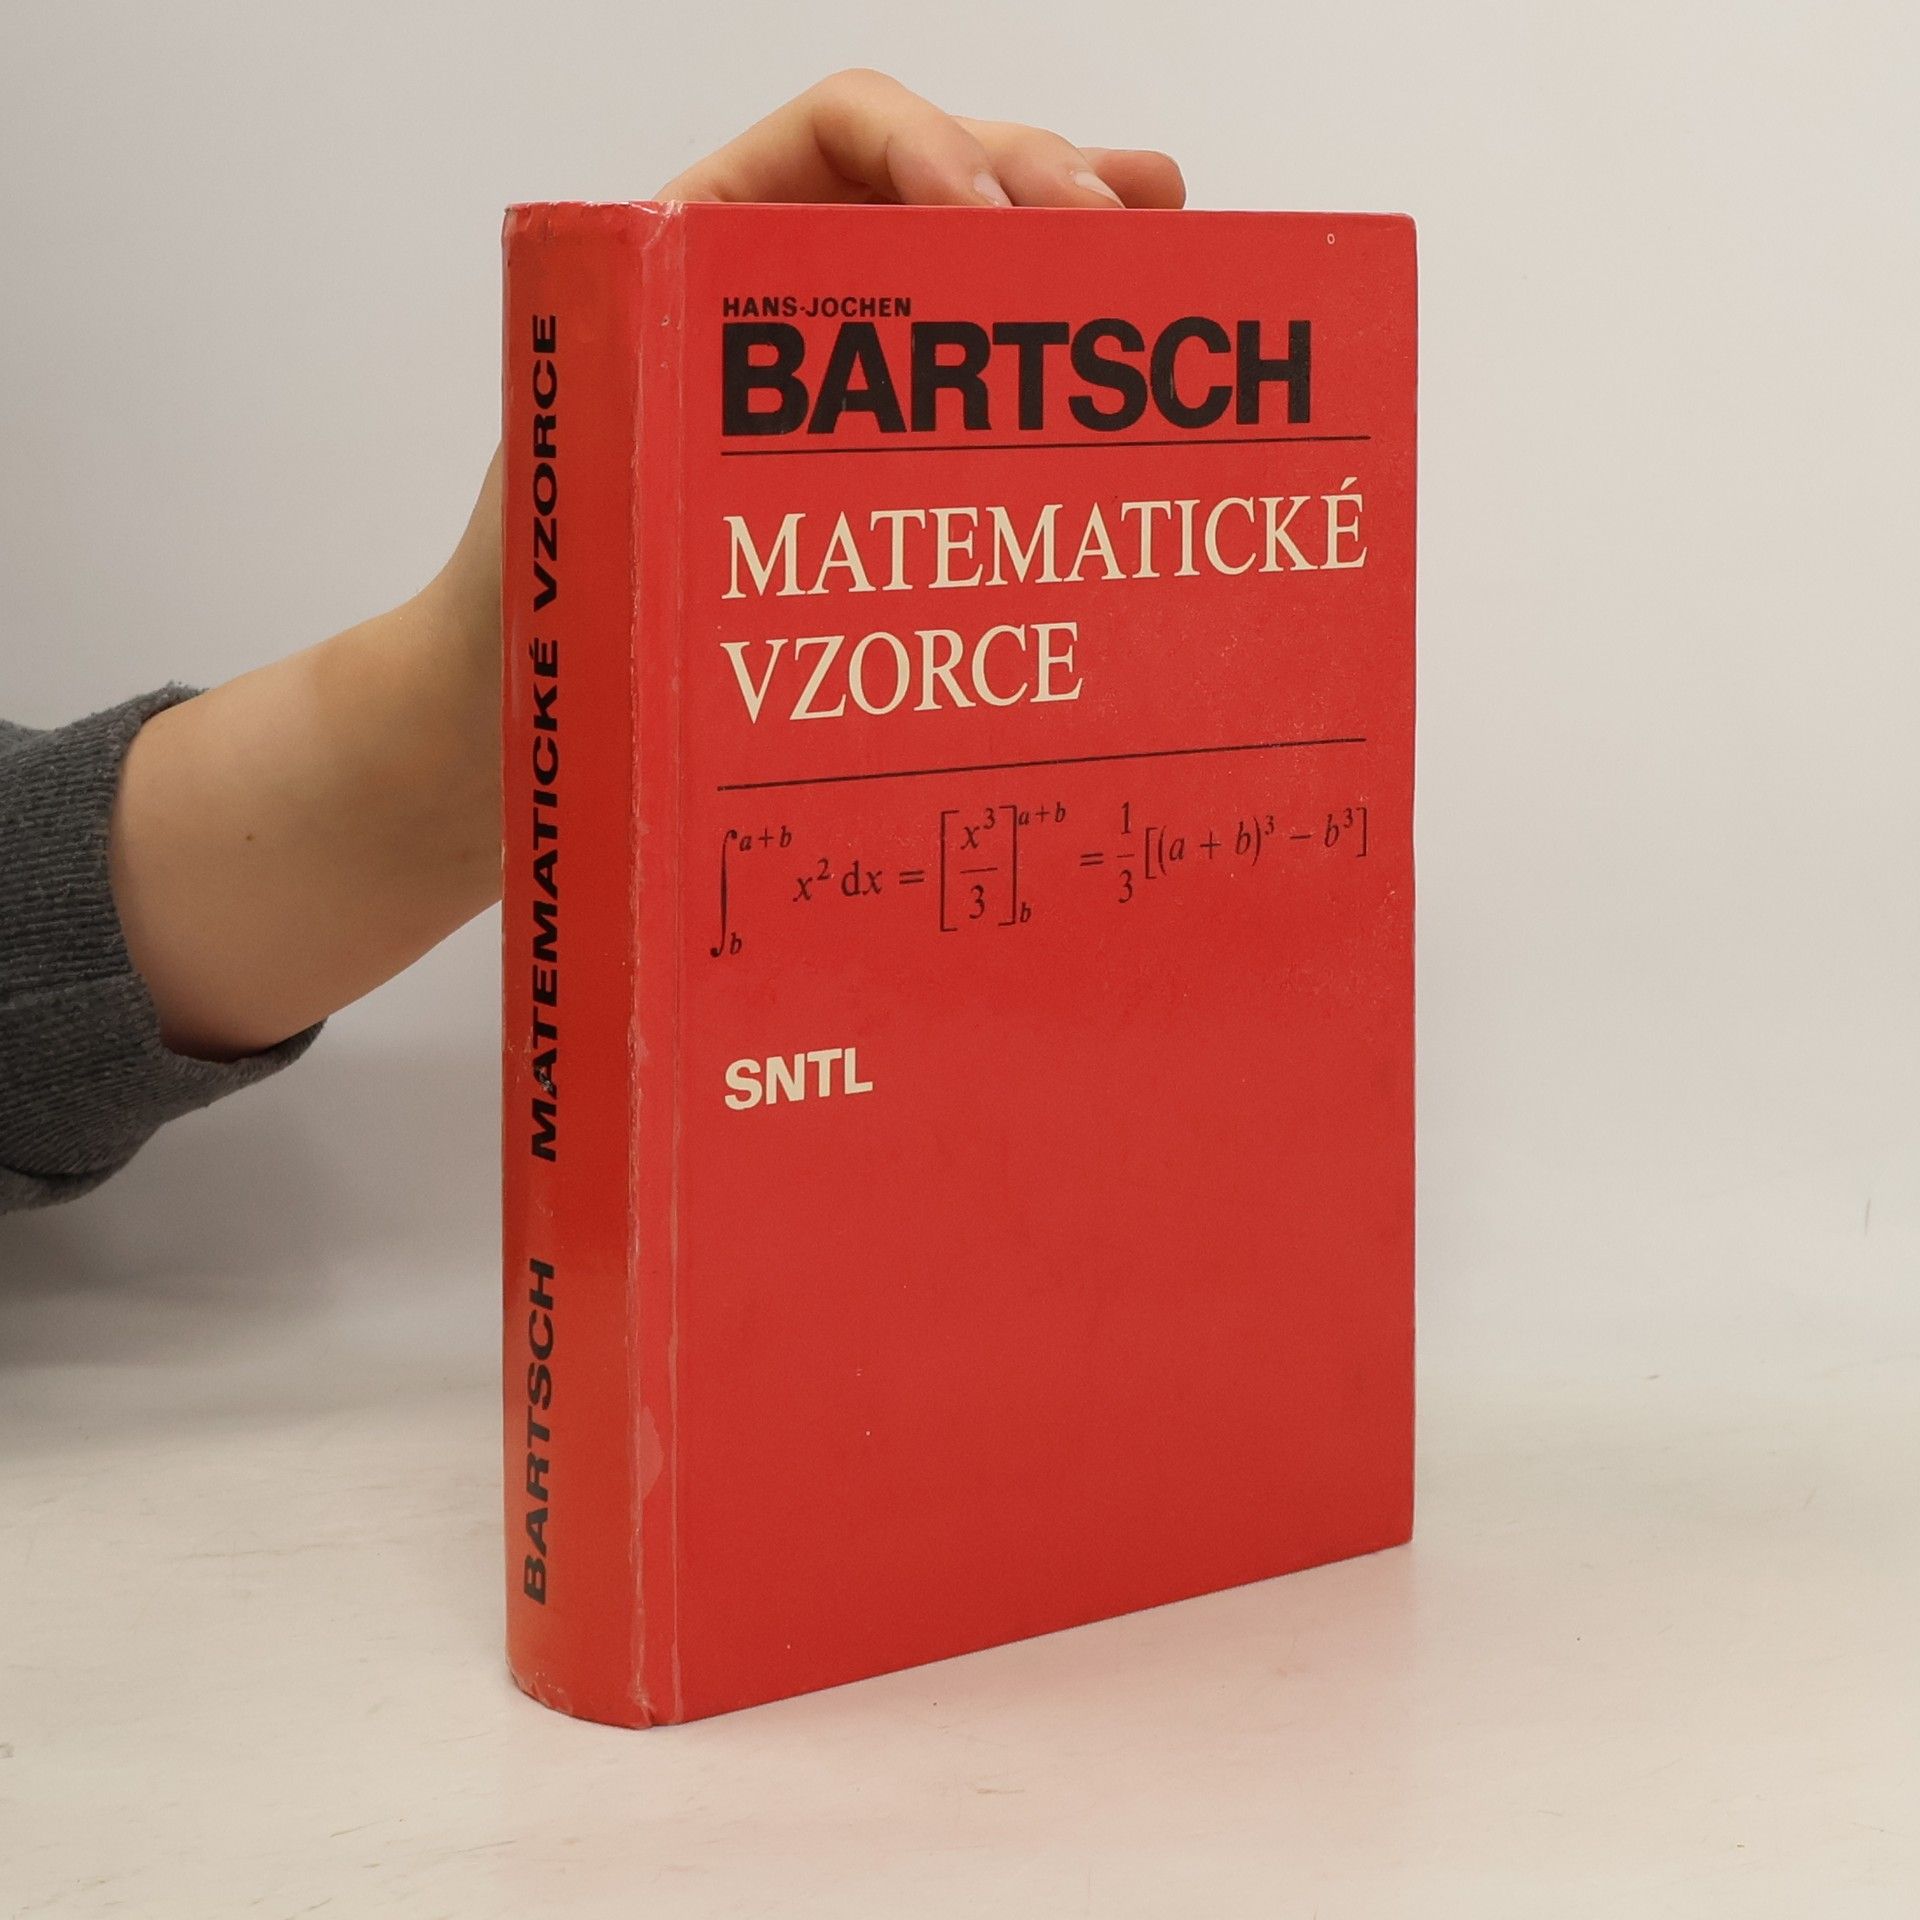 HANS-JOCHEN
BARTSCH
MATEMATICKÉ
VZORCE
∫_b^{a+b} x² dx = [x³/3]_b^{a+b} = 1/3 [(a + b)³ − b³]
SNTL
BARTSCH MATEMATICKÉ VZORCE